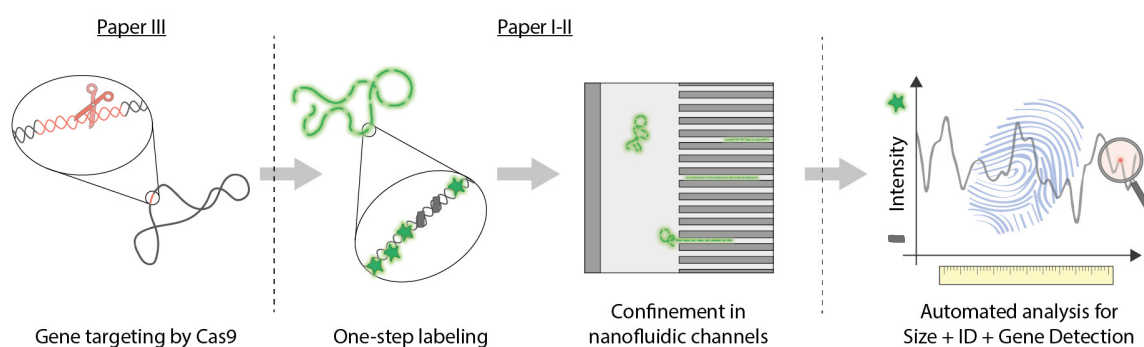 Paper III
Paper I-II
Intensity
Gene targeting by Cas9
One-step labeling
Confinement in
nanofluidic channels
Automated analysis for
Size + ID + Gene Detection